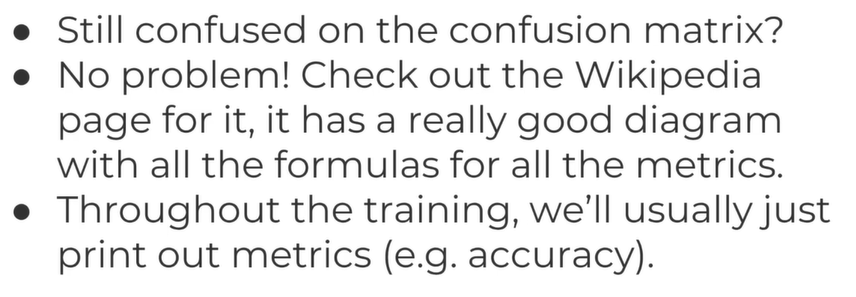 ● Still confused on the confusion matrix?
● No problem! Check out the Wikipedia
page for it, it has a really good diagram
with all the formulas for all the metrics.
● Throughout the training, we’ll usually just
print out metrics (e.g. accuracy).